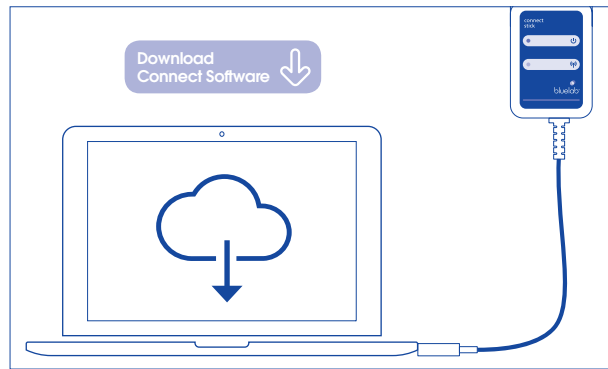 connect
stick
Download
Connect Software
bluelab